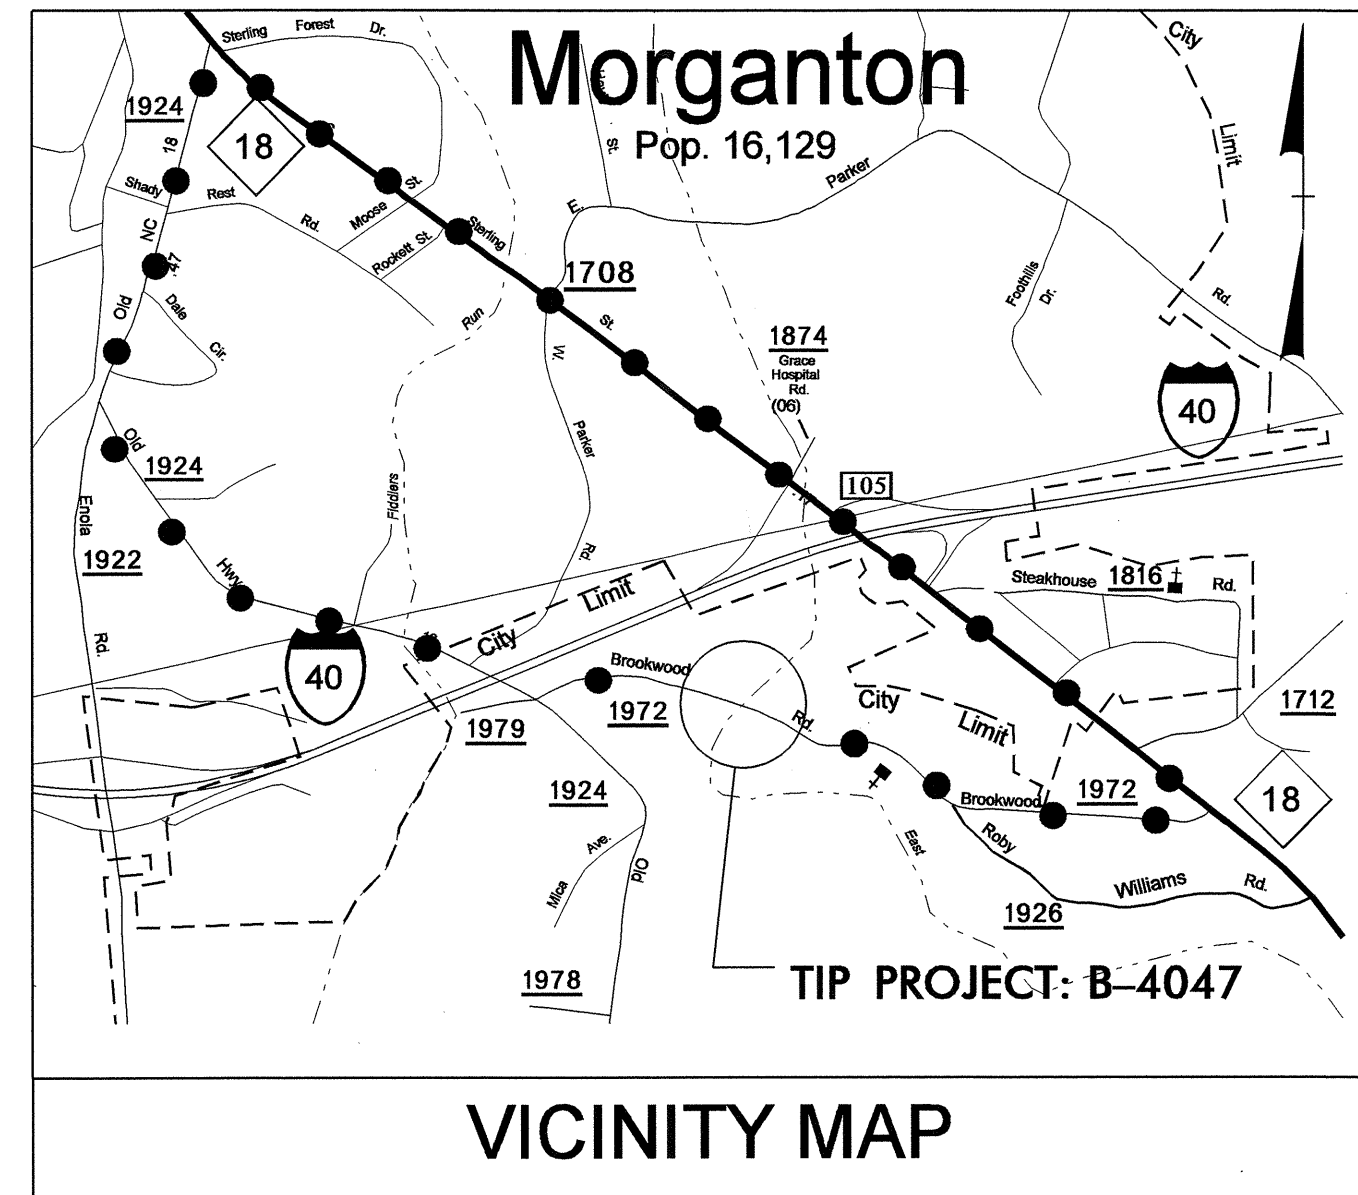 Sterling Forest Dr.
Morganton
Pop. 16,129
City
Limit
1924
18
18
St.
Parker
Shady Rest Rd.
Moose St.
Rockett St.
Sterling
St.
NC
.47
Old
Dale
Cir.
E.
1708
Run
W.
Foothills
Dr.
Rd.
1874
Grace
Hospital
Rd.
(06)
40
Old
1924
Parker
Fiddlers
105
Enola
1922
Hwy
Rd.
Limit
City
Steakhouse 1816 Rd.
Rd.
40
Brookwood
Rd.
1972
1979
City
Limit
1712
1924
1972
18
Brookwood
Roby
Williams
Rd.
East
Ave.
Mica
Old
1926
1978
TIP PROJECT: B–4047
VICINITY MAP